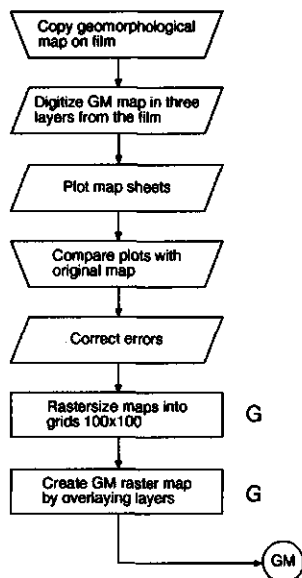 Copy geomorphological
map on film
Digitize GM map in three
layers from the film
Plot map sheets
Compare plots with
original map
Correct errors
Rastersize maps into
grids 100x100
G
Create GM raster map
by overlaying layers
G
GM